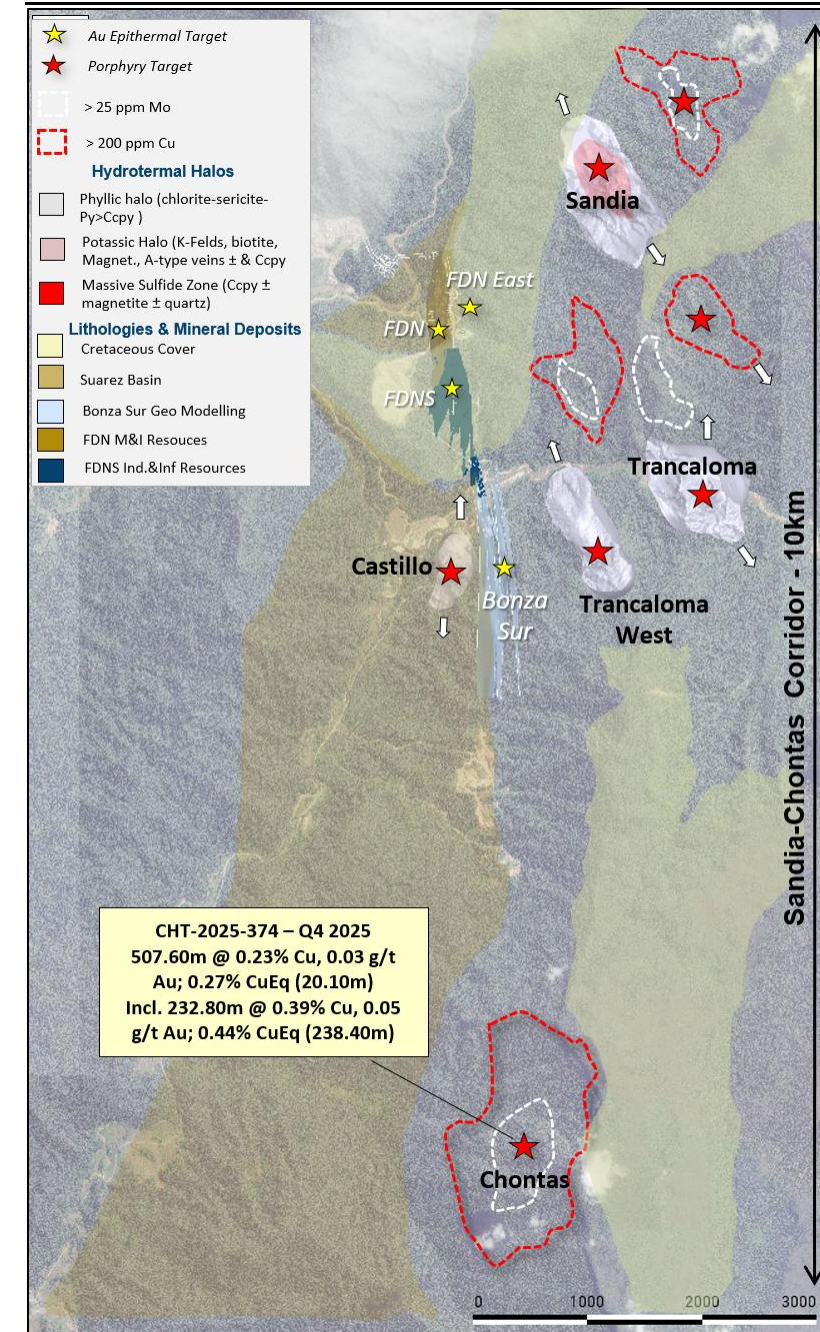 Au Epithermal Target
Porphyry Target
> 25 ppm Mo
> 200 ppm Cu
Hydrotermal Halos
Phyllic halo (chlorite-sericite-
Py>Ccpy )
Potassic Halo (K-Felds, biotite,
Magnet., A-type veins ± & Ccpy
Massive Sulfide Zone (Ccpy ±
magnetite ± quartz)
Lithologies & Mineral Deposits
Cretaceous Cover
Suarez Basin
Bonza Sur Geo Modelling
FDN M&I Resouces
FDNS Ind.&Inf Resources
Sandia
FDN East
FDN
FDNS
Trancaloma
Castillo
Bonza
Sur
Trancaloma
West
Sandia-Chontas Corridor - 10km
CHT-2025-374 – Q4 2025
507.60m @ 0.23% Cu, 0.03 g/t
Au; 0.27% CuEq (20.10m)
Incl. 232.80m @ 0.39% Cu, 0.05
g/t Au; 0.44% CuEq (238.40m)
Chontas
0 1000 2000 3000